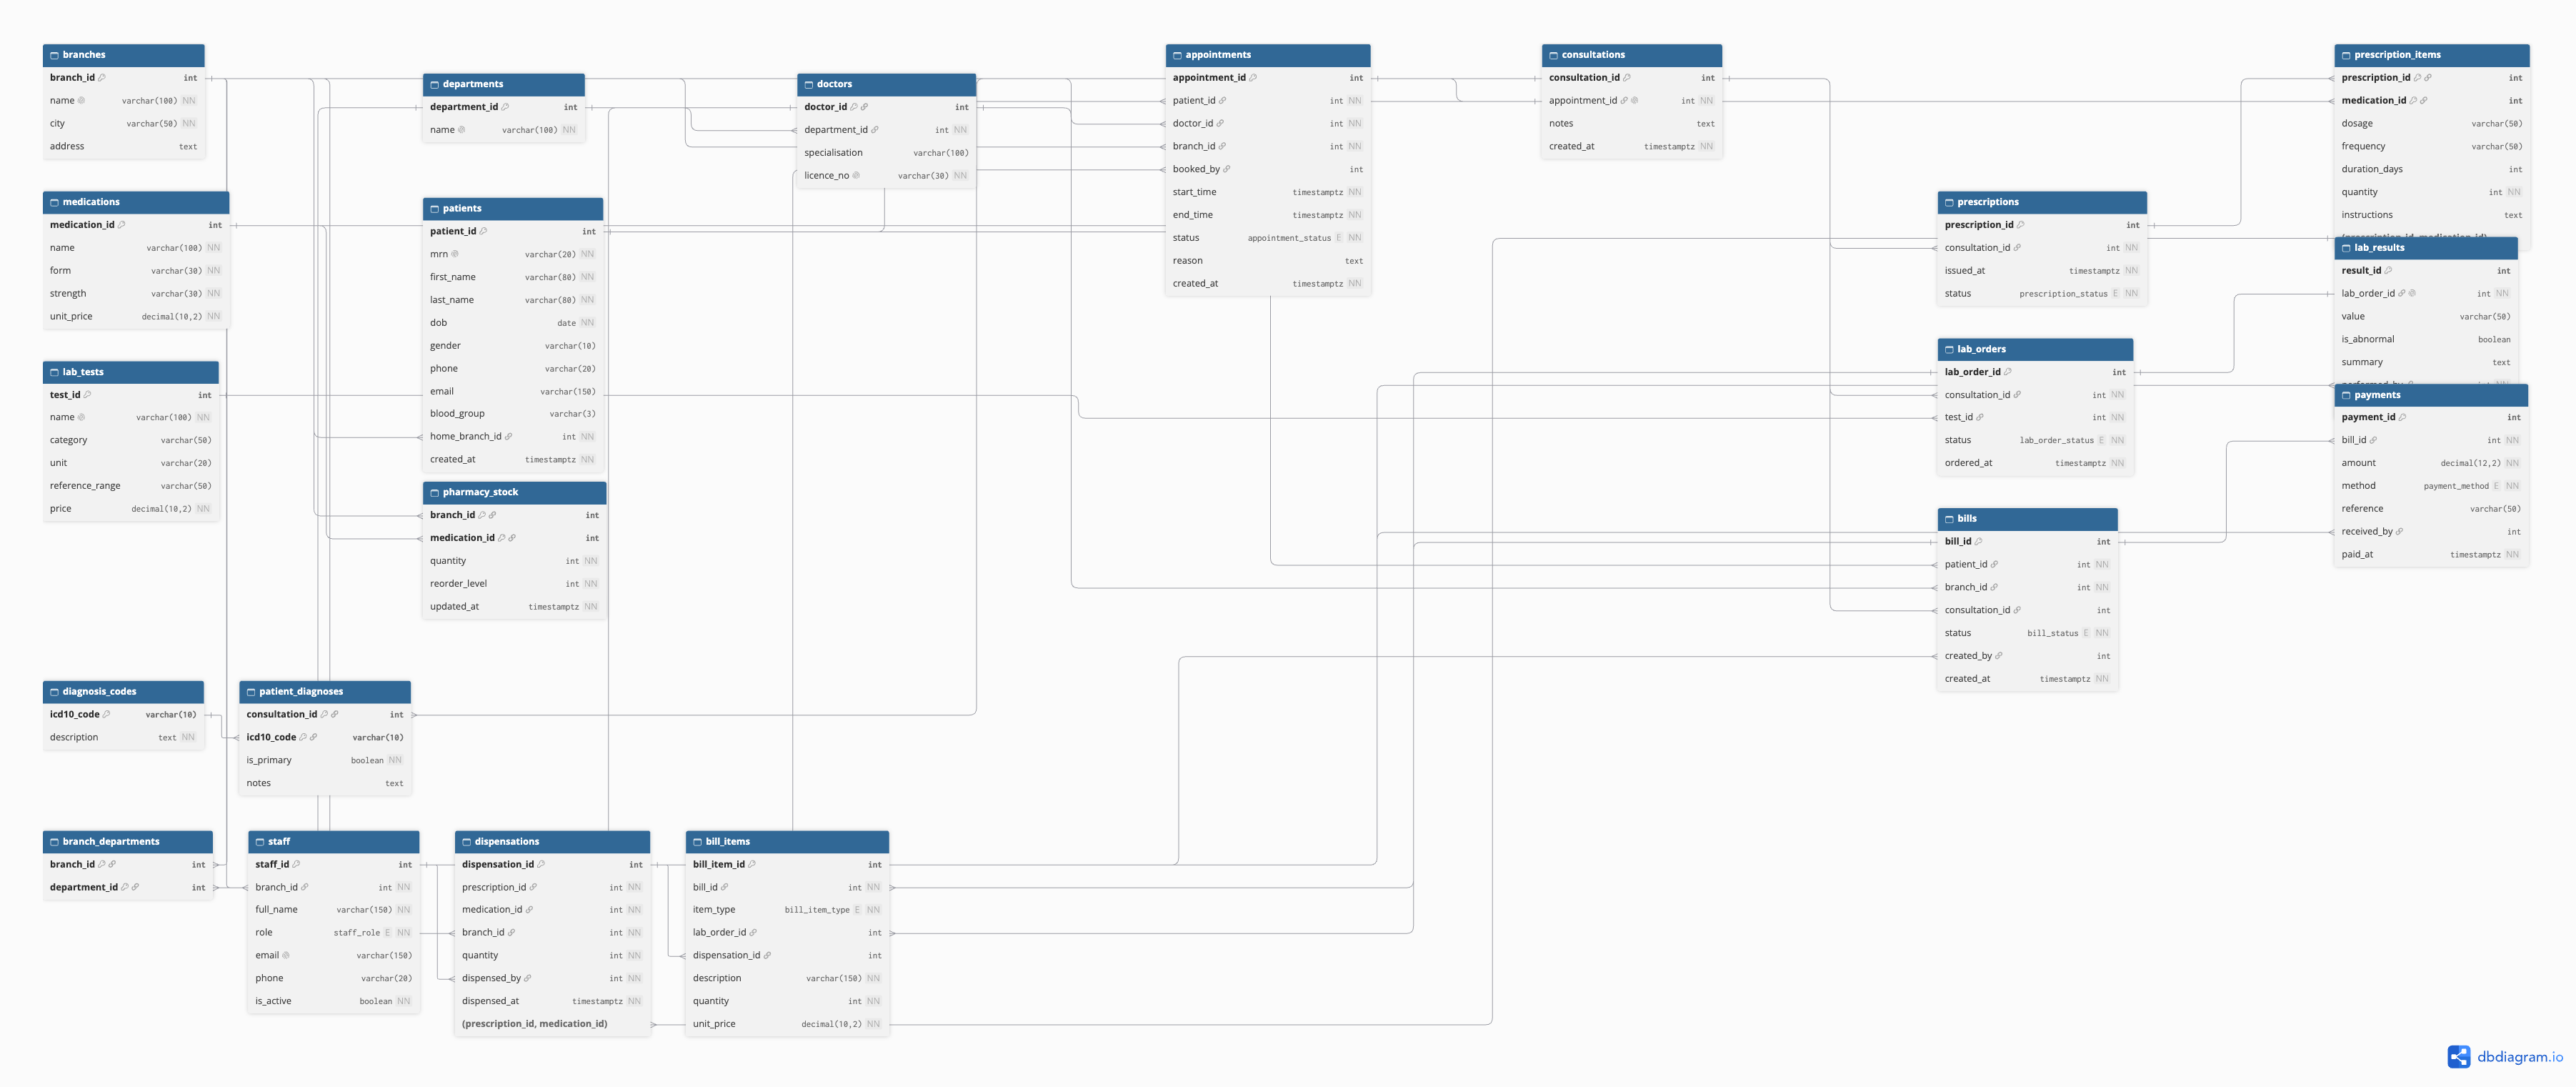 branches
branch_id int
name varchar(100) NN
city varchar(50) NN
address text
medications
medication_id int
name varchar(100) NN
form varchar(30) NN
strength varchar(30) NN
unit_price decimal(10,2) NN
lab_tests
test_id int
name varchar(100) NN
category varchar(50)
unit varchar(20)
reference_range varchar(50)
price decimal(10,2) NN
diagnosis_codes
icd10_code varchar(10)
description text NN
branch_departments
branch_id int
department_id int
patient_diagnoses
consultation_id int
icd10_code varchar(10)
is_primary boolean NN
notes text
staff
staff_id int
branch_id int NN
full_name varchar(150) NN
role staff_role E NN
email varchar(150)
phone varchar(20)
is_active boolean NN
departments
department_id int
name varchar(100) NN
patients
patient_id int
mrn varchar(20) NN
first_name varchar(80) NN
last_name varchar(80) NN
dob date NN
gender varchar(10)
phone varchar(20)
email varchar(150)
blood_group varchar(3)
home_branch_id int NN
created_at timestamptz NN
pharmacy_stock
branch_id int
medication_id int
quantity int NN
reorder_level int NN
updated_at timestamptz NN
dispensations
dispensation_id int
prescription_id int NN
medication_id int NN
branch_id int NN
quantity int NN
dispensed_by int NN
dispensed_at timestamptz NN
(prescription_id, medication_id)
bill_items
bill_item_id int
bill_id int NN
item_type bill_item_type E NN
lab_order_id int
dispensation_id int
description varchar(150) NN
quantity int NN
unit_price decimal(10,2) NN
doctors
doctor_id int
department_id int NN
specialisation varchar(100)
licence_no varchar(30) NN
appointments
appointment_id int
patient_id int NN
doctor_id int NN
branch_id int NN
booked_by int
start_time timestamptz NN
end_time timestamptz NN
status appointment_status E NN
reason text
created_at timestamptz NN
consultations
consultation_id int
appointment_id int NN
notes text
created_at timestamptz NN
prescriptions
prescription_id int
consultation_id int NN
issued_at timestamptz NN
status prescription_status E NN
lab_orders
lab_order_id int
consultation_id int NN
test_id int NN
status lab_order_status E NN
ordered_at timestamptz NN
bills
bill_id int
patient_id int NN
branch_id int NN
consultation_id int
status bill_status E NN
created_by int
created_at timestamptz NN
prescription_items
prescription_id int
medication_id int
dosage varchar(50)
frequency varchar(50)
duration_days int
quantity int NN
instructions text
lab_results
result_id int
lab_order_id int NN
value varchar(50)
is_abnormal boolean
summary text
payments
payment_id int
bill_id int NN
amount decimal(12,2) NN
method payment_method E NN
reference varchar(50)
received_by int
paid_at timestamptz NN
dbdiagram.io